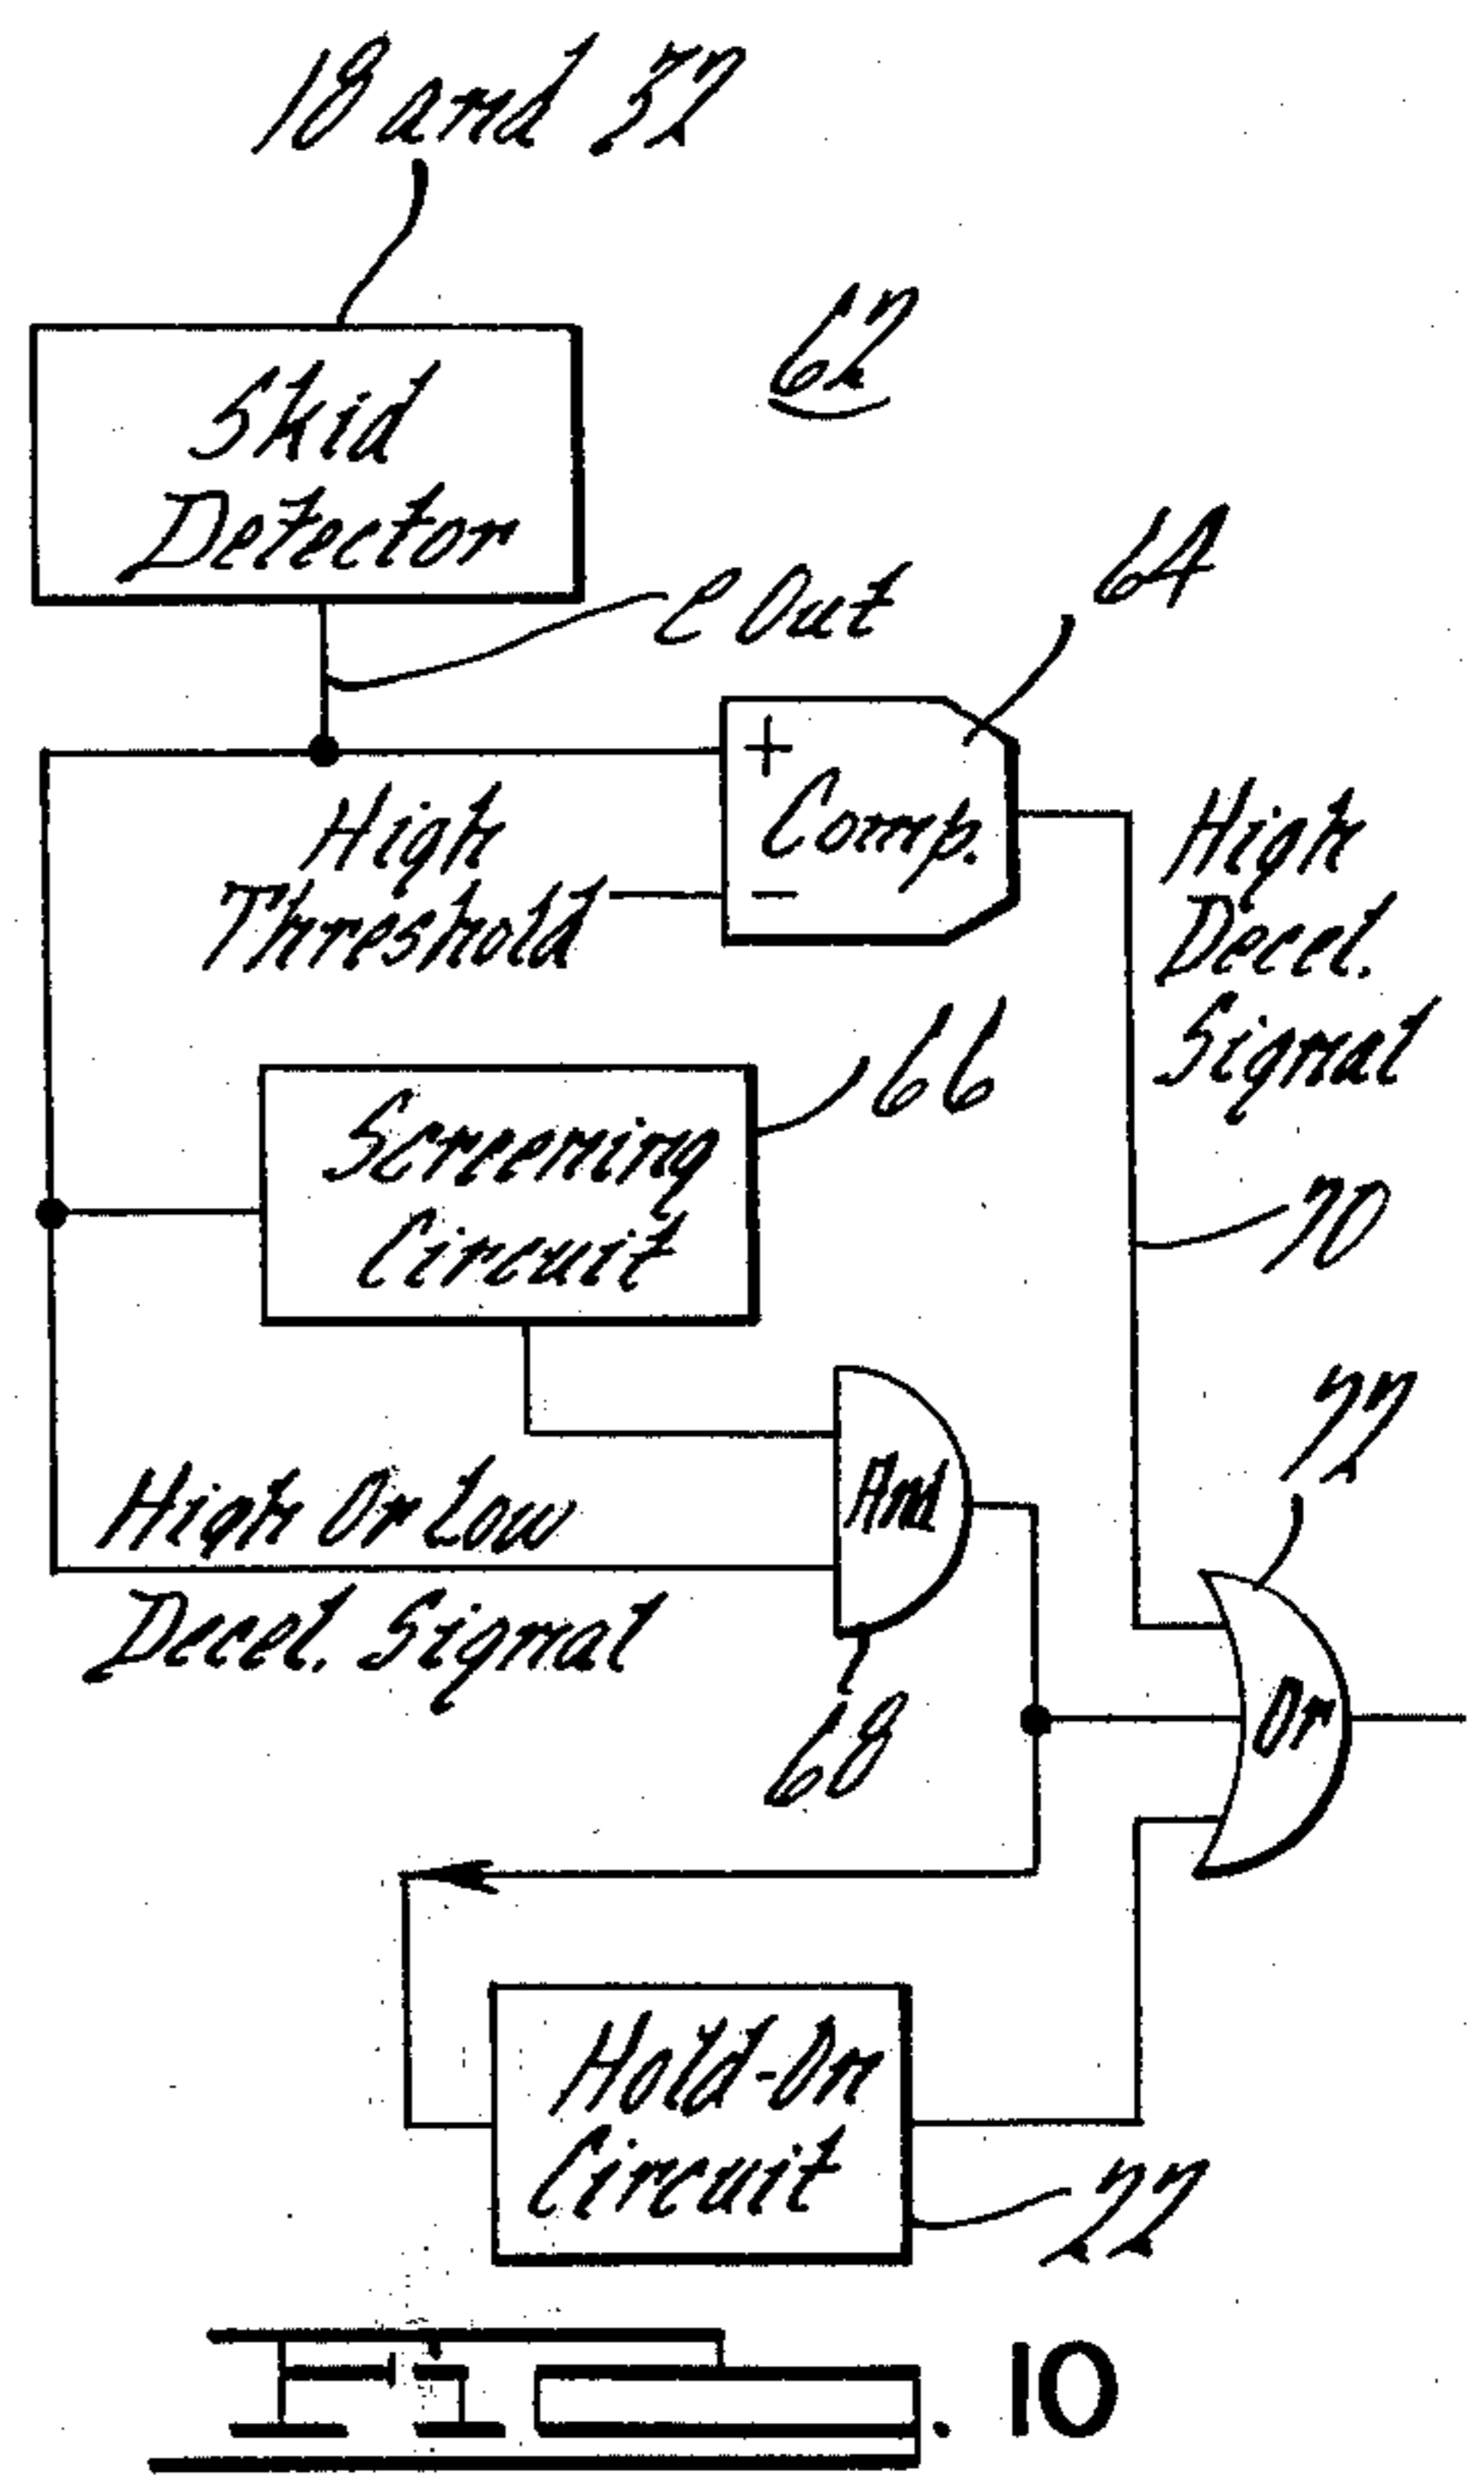 18 and 32
Skid
Detector
62
e Out
64
+
Comp.
-
High
Threshold
High
Decel.
Signal
66
Screening
Circuit
70
72
And
High Or Low
Decel. Signal
68
Or
Hold-On
Circuit
22
Fig. 10